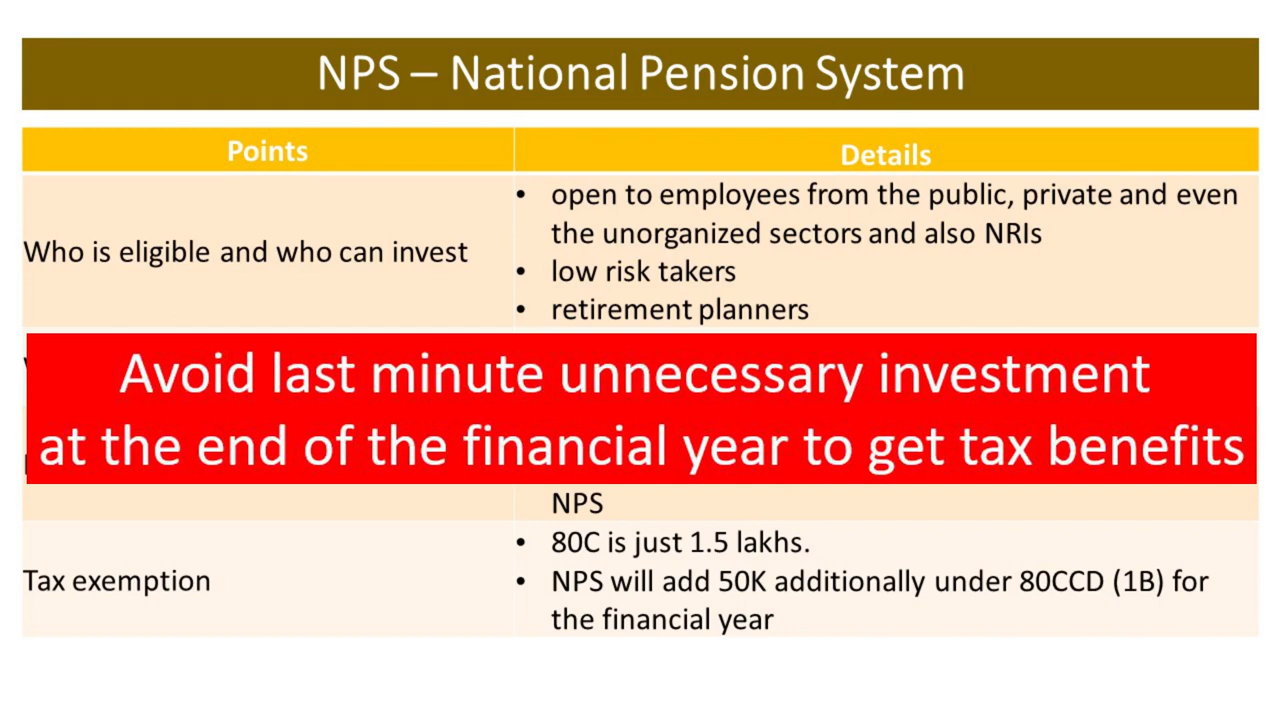 NPS – National Pension System
Points
Details
Who is eligible and who can invest
• open to employees from the public, private and even
the unorganized sectors and also NRIs
• low risk takers
• retirement planners
Avoid last minute unnecessary investment
at the end of the financial year to get tax benefits
NPS
Tax exemption
• 80C is just 1.5 lakhs.
• NPS will add 50K additionally under 80CCD (1B) for
the financial year